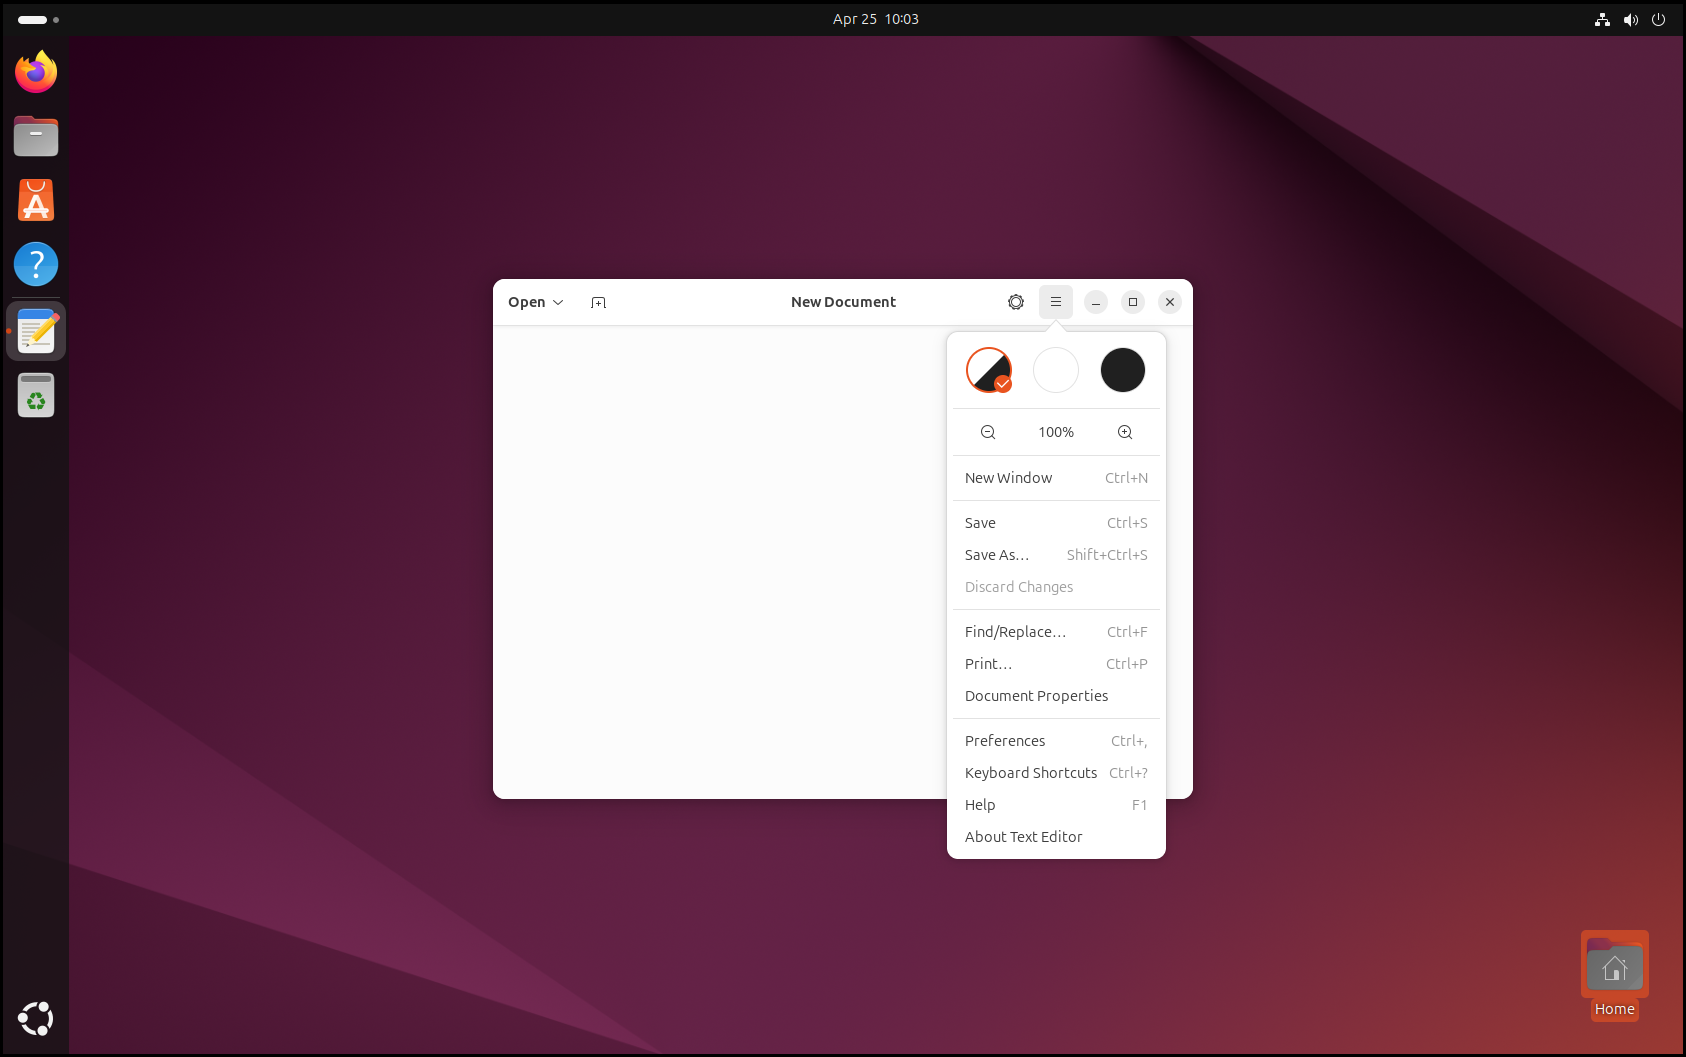 Apr 25 10:03
Open
New Document
100%
New Window Ctrl+N
Save Ctrl+S
Save As… Shift+Ctrl+S
Discard Changes
Find/Replace… Ctrl+F
Print… Ctrl+P
Document Properties
Preferences Ctrl+,
Keyboard Shortcuts Ctrl+?
Help F1
About Text Editor
Home